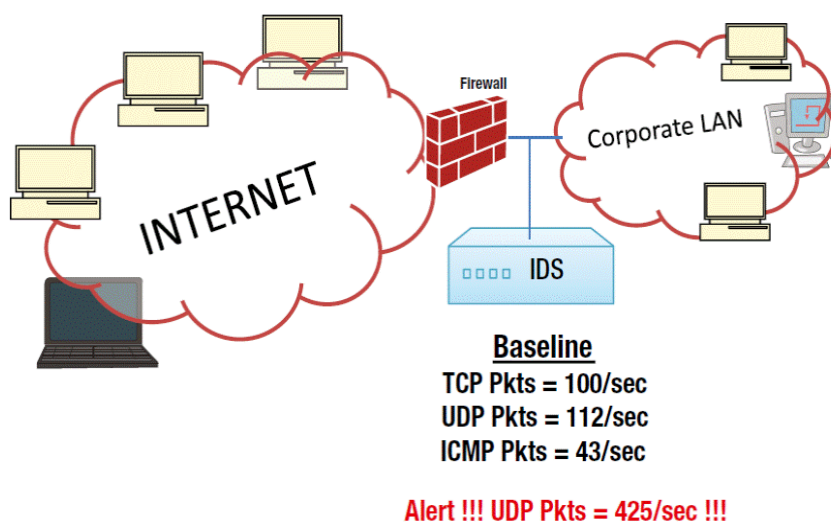 Firewall
INTERNET
Corporate LAN
IDS
Baseline
TCP Pkts = 100/sec
UDP Pkts = 112/sec
ICMP Pkts = 43/sec
Alert !!! UDP Pkts = 425/sec !!!